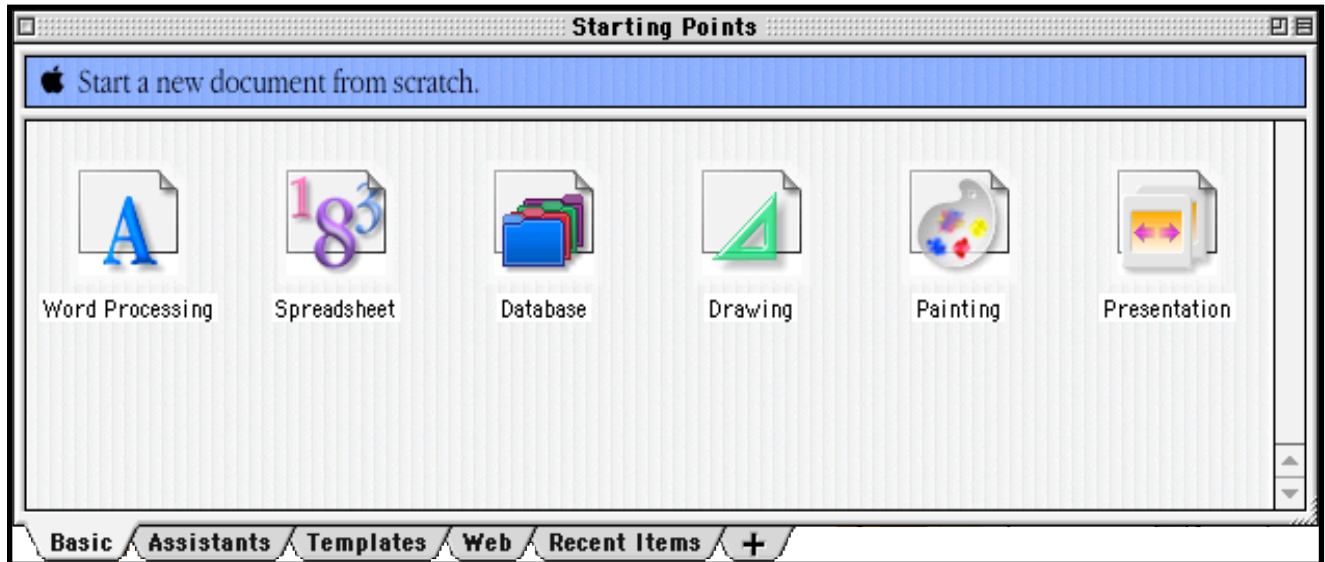 Starting Points
Start a new document from scratch.
A
183
Word Processing Spreadsheet Database Drawing Painting Presentation
Basic Assistants Templates Web Recent Items +